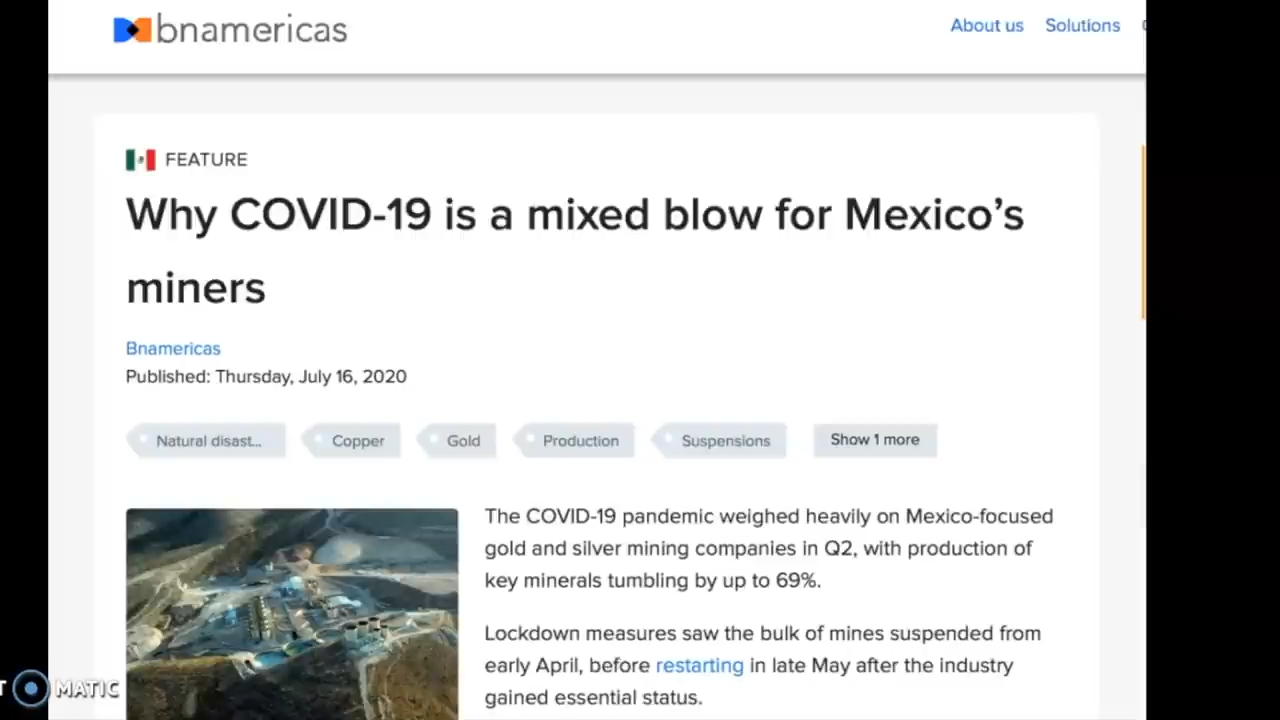 bnamericas
About us Solutions
FEATURE
Why COVID-19 is a mixed blow for Mexico's
miners
Bnamericas
Published: Thursday, July 16, 2020
Natural disast... Copper Gold Production Suspensions Show 1 more
The COVID-19 pandemic weighed heavily on Mexico-focused
gold and silver mining companies in Q2, with production of
key minerals tumbling by up to 69%.
Lockdown measures saw the bulk of mines suspended from
early April, before restarting in late May after the industry
gained essential status.
T MATIC